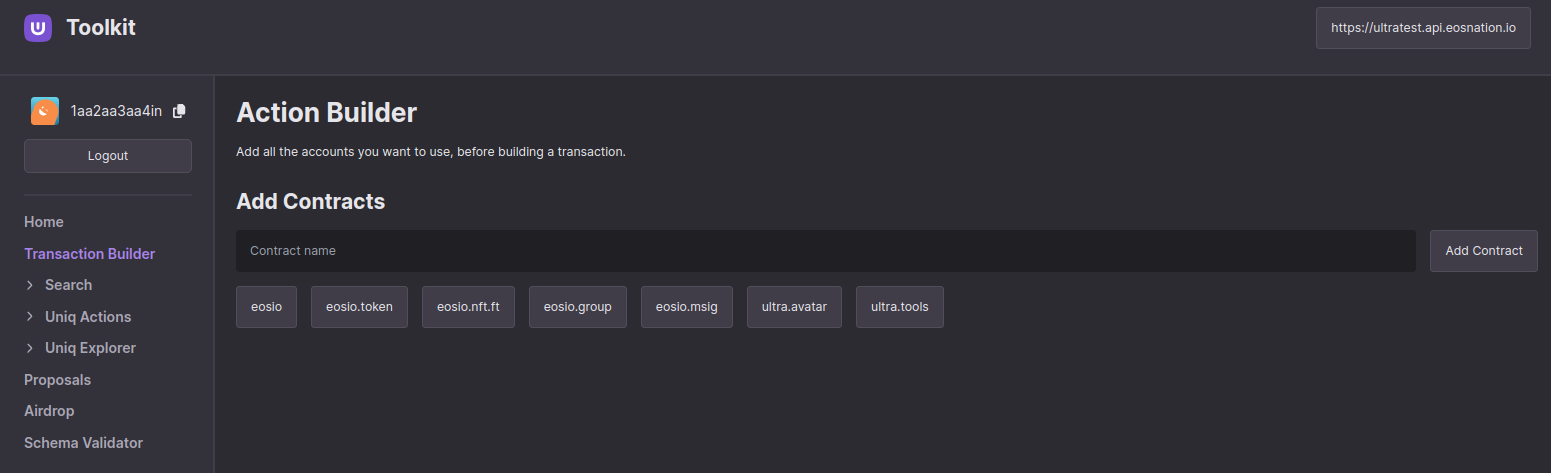 Toolkit
https://ultratest.api.eosnation.io
1aa2aa3aa4in
Logout
Home
Transaction Builder
Search
Uniq Actions
Uniq Explorer
Proposals
Airdrop
Schema Validator
Action Builder
Add all the accounts you want to use, before building a transaction.
Add Contracts
Contract name
Add Contract
eosio eosio.token eosio.nft.ft eosio.group eosio.msig ultra.avatar ultra.tools